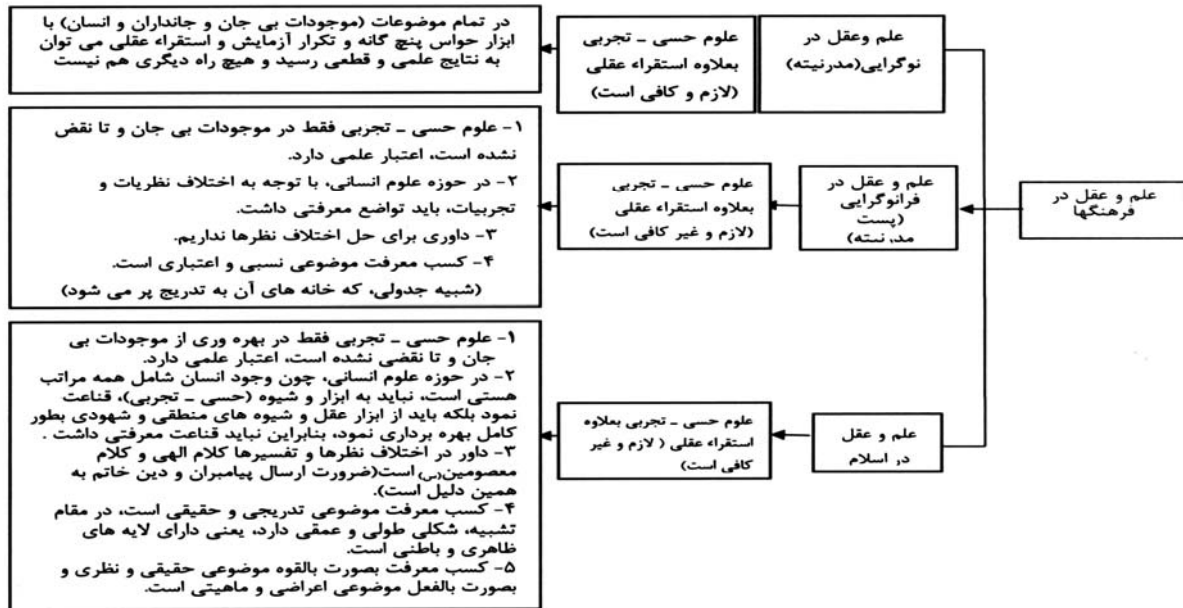 علم و عقل در
فرهنگها
علم وعقل در
نوگرایی(مدرنیته)
علوم حسی ـ تجربی
بعلاوه استقراء عقلی
(لازم و کافی است)
در تمام موضوعات (موجودات بی جان و جانداران و انسان) با
ابزار حواس پنج گانه و تکرار آزمایش و استقراء عقلی می توان
به نتایج علمی و قطعی رسید و هیچ راه دیگری هم نیست
علم و عقل در
فرانوگرایی
(پست
مدرنیته)
علوم حسی ـ تجربی
بعلاوه استقراء عقلی
(لازم و غیر کافی است)
۱- علوم حسی ـ تجربی فقط در موجودات بی جان و تا نقض
نشده است، اعتبار علمی دارد.
۲- در حوزه علوم انسانی، با توجه به اختلاف نظریات و
تجربیات، باید تواضع معرفتی داشت.
۳- داوری برای حل اختلاف نظرها نداریم.
۴- کسب معرفت موضوعی نسبی و اعتباری است.
(شبیه جدولی، که خانه های آن به تدریج پر می شود)
علم و عقل
در اسلام
علوم حسی ـ تجربی بعلاوه
استقراء عقلی ( لازم و غیر
کافی است)
۱- علوم حسی ـ تجربی فقط در بهره وری از موجودات بی
جان و تا نقضی نشده است، اعتبار علمی دارد.
۲- در حوزه علوم انسانی، چون وجود انسان شامل همه مراتب
هستی است، نباید به ابزار و شیوه (حسی ـ تجربی)، قناعت
نمود بلکه باید از ابزار عقل و شیوه های منطقی و شهودی بطور
کامل بهره برداری نمود، بنابراین نباید قناعت معرفتی داشت .
۳- داور در اختلاف نظرها و تفسیرها کلام الهی و کلام
معصومین است(ضرورت ارسال پیامبران و دین خاتم به
همین دلیل است).
۴- کسب معرفت موضوعی تدریجی و حقیقی است، در مقام
تشبیه، شکلی طولی و عمقی دارد، یعنی دارای لایه های
ظاهری و باطنی است.
۵- کسب معرفت بصورت بالقوه موضوعی حقیقی و نظری و
بصورت بالفعل موضوعی اعراضی و ماهیتی است.